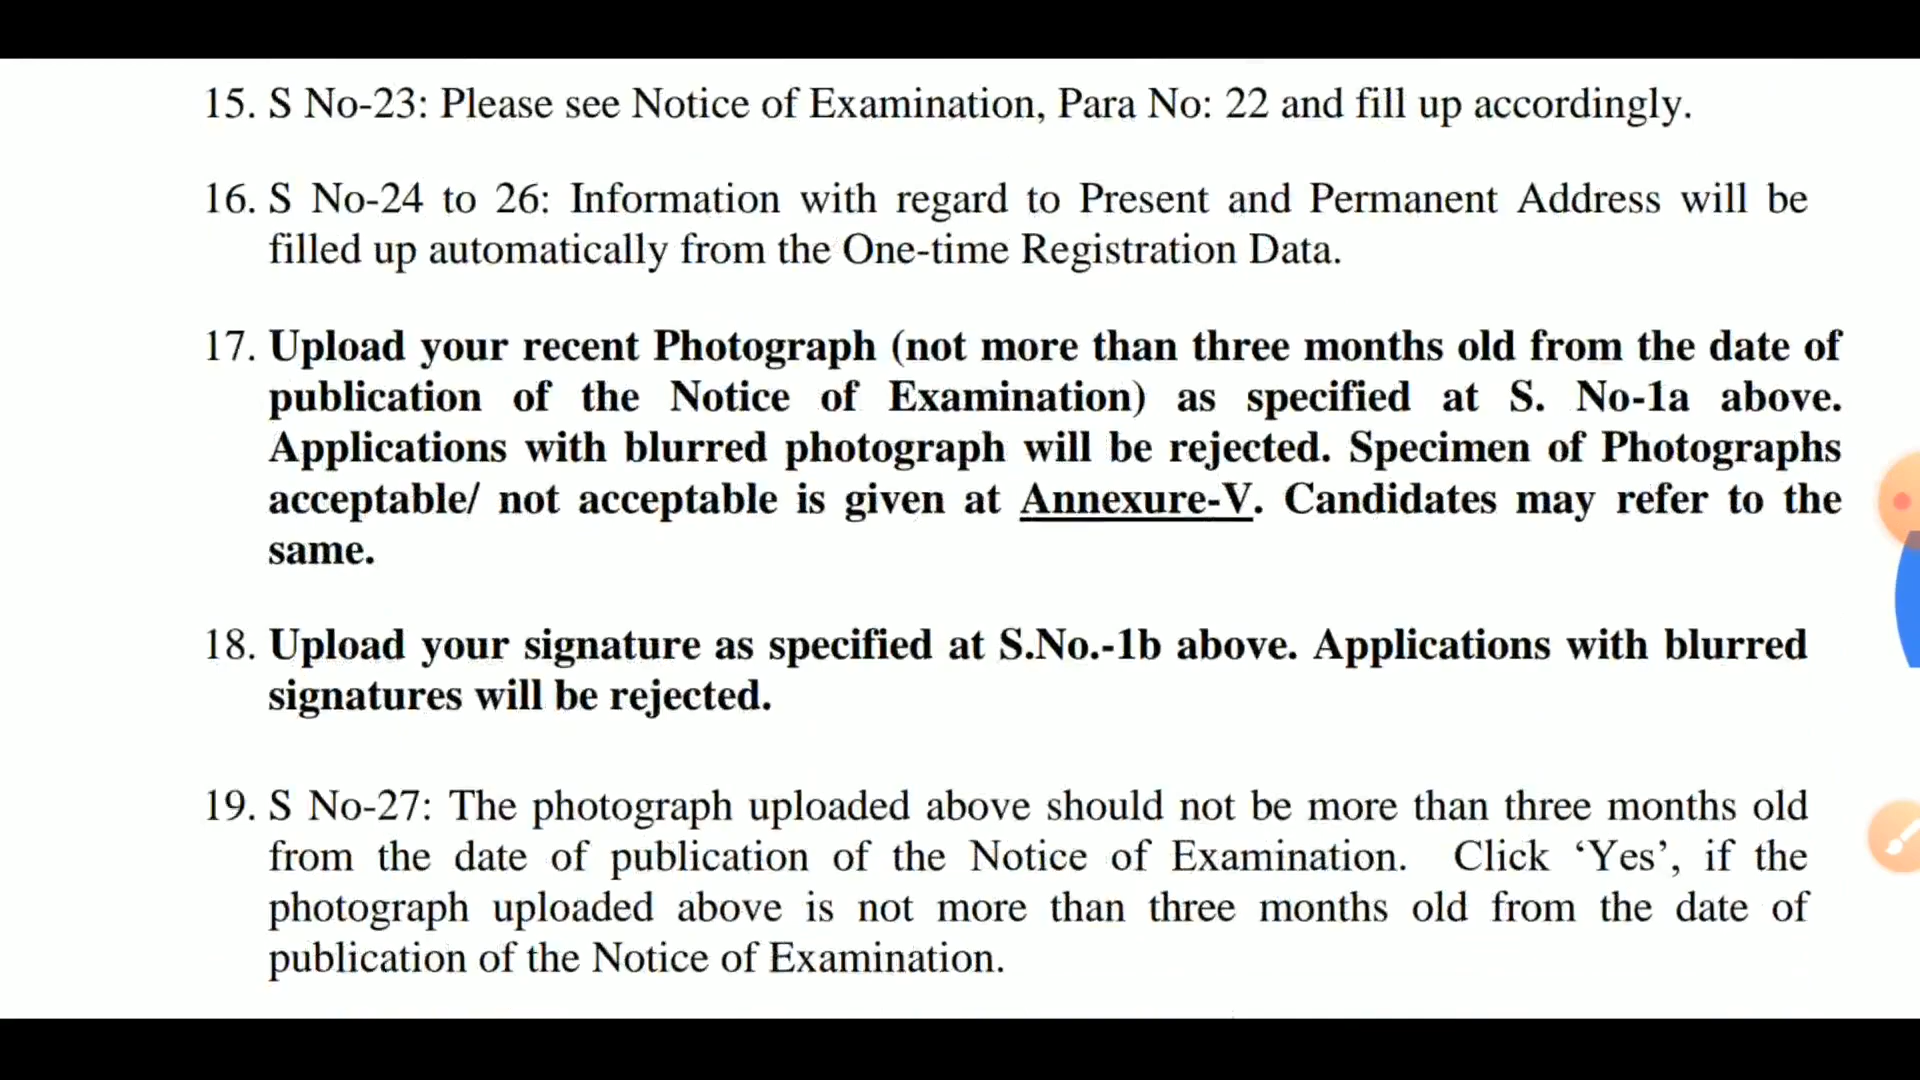 15. S No-23: Please see Notice of Examination, Para No: 22 and fill up accordingly.
16. S No-24 to 26: Information with regard to Present and Permanent Address will be
filled up automatically from the One-time Registration Data.
17. Upload your recent Photograph (not more than three months old from the date of
publication of the Notice of Examination) as specified at S. No-1a above.
Applications with blurred photograph will be rejected. Specimen of Photographs
acceptable/ not acceptable is given at Annexure-V. Candidates may refer to the
same.
18. Upload your signature as specified at S.No.-1b above. Applications with blurred
signatures will be rejected.
19. S No-27: The photograph uploaded above should not be more than three months old
from the date of publication of the Notice of Examination. Click ‘Yes’, if the
photograph uploaded above is not more than three months old from the date of
publication of the Notice of Examination.